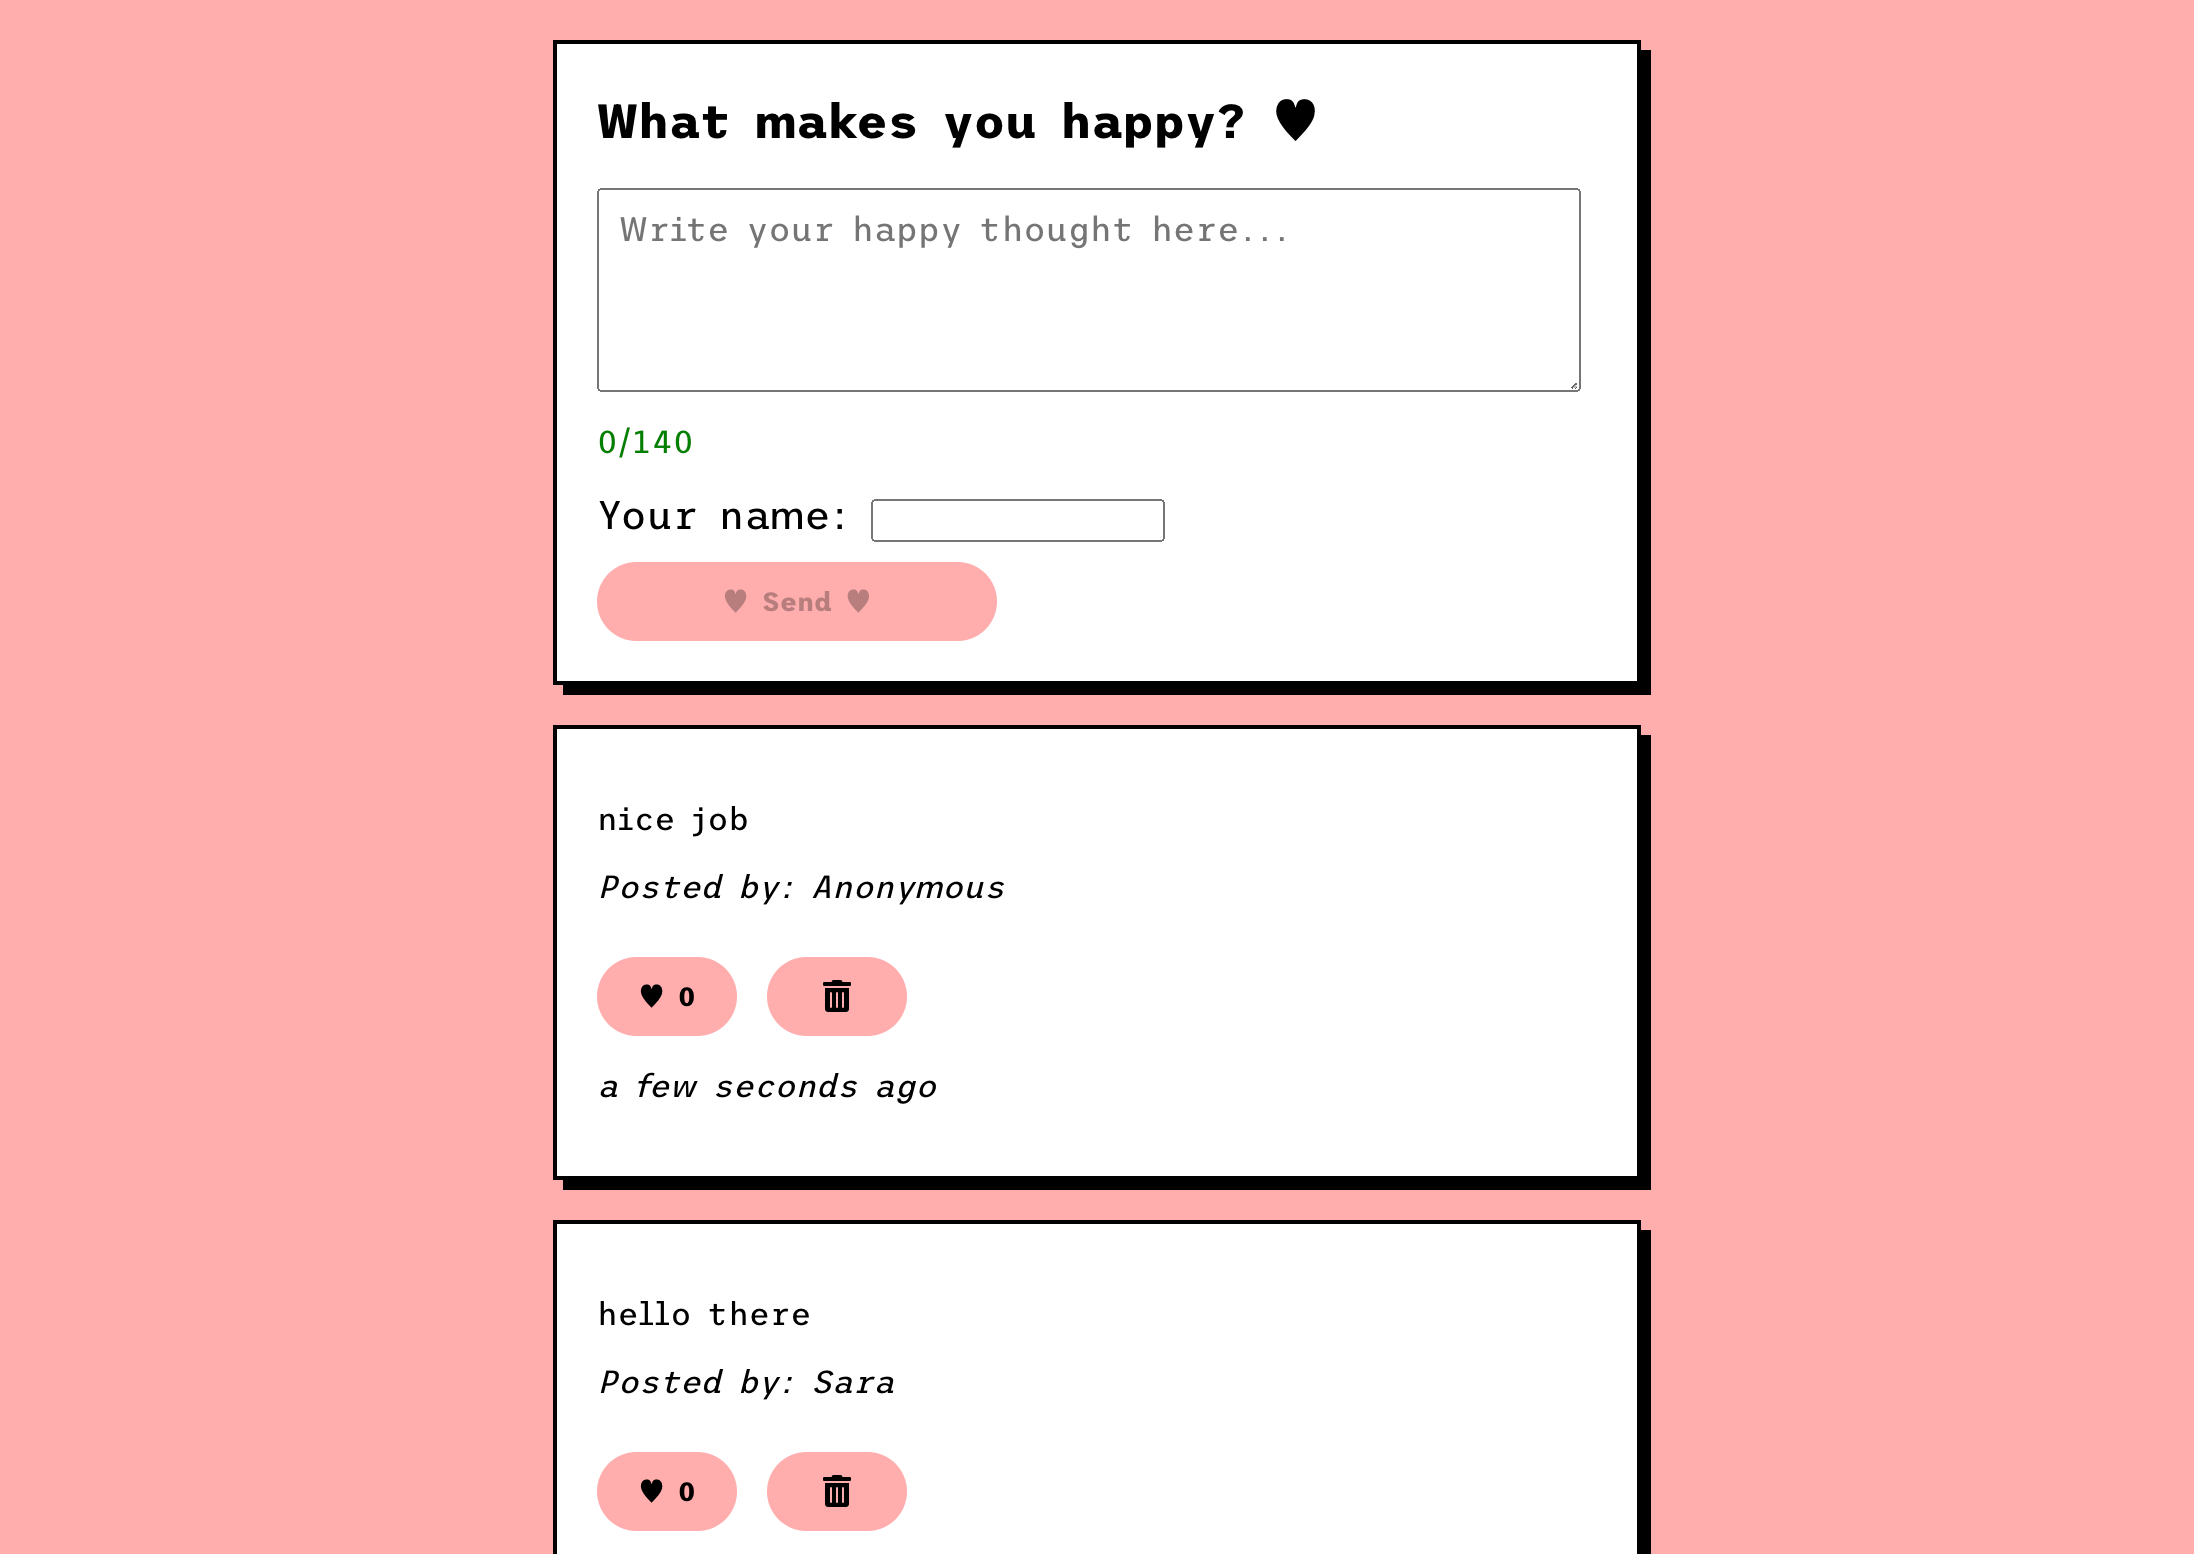 What makes you happy? ♥
Write your happy thought here...
0/140
Your name:
♥ Send ♥
nice job
Posted by: Anonymous
♥ 0
a few seconds ago
hello there
Posted by: Sara
♥ 0